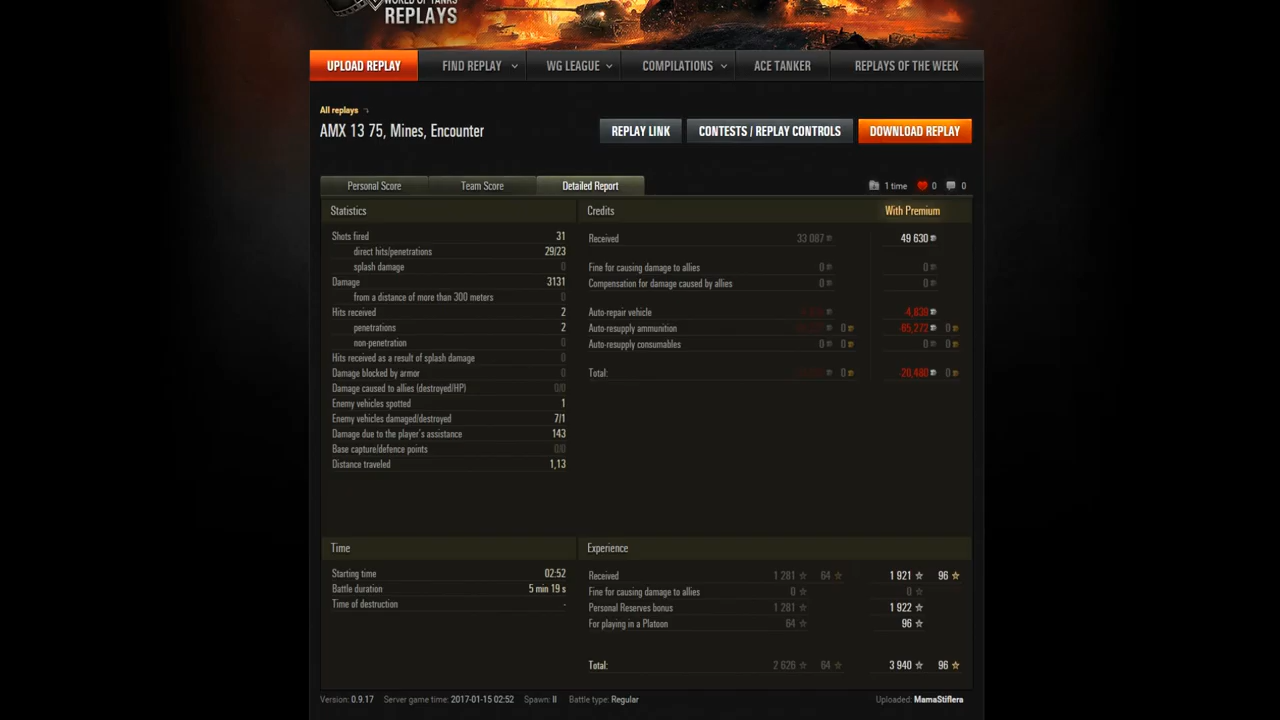 WORLD OF TANKS
REPLAYS
UPLOAD REPLAY FIND REPLAY WG LEAGUE COMPILATIONS ACE TANKER REPLAYS OF THE WEEK
All replays
AMX 13 75, Mines, Encounter REPLAY LINK CONTESTS / REPLAY CONTROLS DOWNLOAD REPLAY
Personal Score Team Score Detailed Report 1 time 0 0
Statistics Credits With Premium
Shots fired 31 Received 33 087 49 630
direct hits/penetrations 29/23
splash damage 0 Fine for causing damage to allies 0 0
Damage 3131 Compensation for damage caused by allies 0 0
from a distance of more than 300 meters 0
Hits received 2 Auto-repair vehicle -4,839
penetrations 2 Auto-resupply ammunition 0 -65,272 0
non-penetration 0 Auto-resupply consumables 0 0 0 0
Hits received as a result of splash damage 0
Damage blocked by armor 0 Total: 0 -20,480 0
Damage caused to allies (destroyed/HP) 0/0
Enemy vehicles spotted 1
Enemy vehicles damaged/destroyed 7/1
Damage due to the player's assistance 143
Base capture/defence points 0/0
Distance traveled 1,13
Time Experience
Starting time 02:52 Received 1 281 64 1 921 96
Battle duration 5 min 19 s Fine for causing damage to allies 0 0
Time of destruction - Personal Reserves bonus 1 281 1 922
For playing in a Platoon 64 96
Total: 2 626 64 3 940 96
Version: 0.9.17 Server game time: 2017-01-15 02:52 Spawn: II Battle type: Regular Uploaded: MamaStiflera